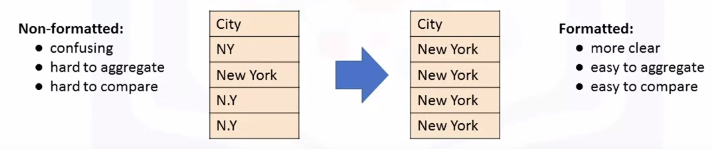 Non-formatted:
● confusing
● hard to aggregate
● hard to compare
City
NY
New York
N.Y
N.Y
City
New York
New York
New York
New York
Formatted:
● more clear
● easy to aggregate
● easy to compare